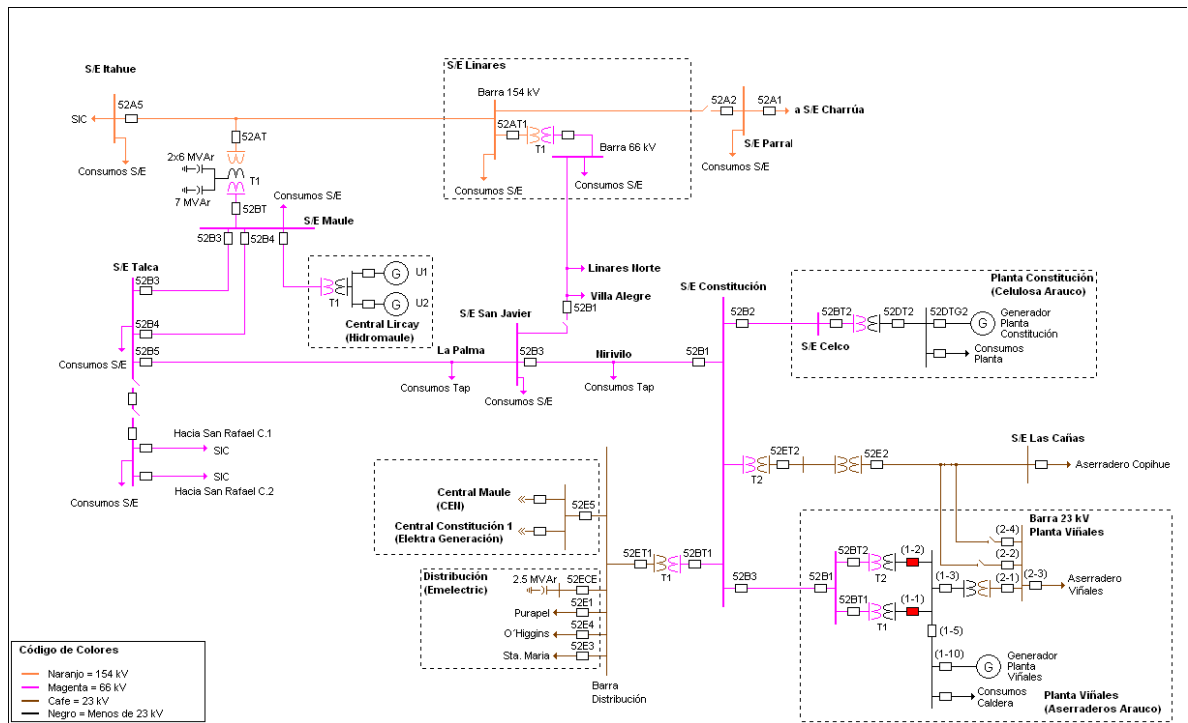 S/E Itahue
52A5
SIC
Consumos S/E
52AT
2x6 MVAr
7 MVAr
T1
52BT
Consumos S/E
S/E Maule
52B3
52B4
S/E Linares
Barra 154 kV
52AT1
T1
Barra 66 kV
Consumos S/E
Consumos S/E
52A2
52A1
a S/E Charrúa
S/E Parral
Consumos S/E
S/E Talca
52B3
52B4
52B5
Consumos S/E
T1
G
U1
G
U2
Central Lircay
(Hidromaule)
Linares Norte
Villa Alegre
52B1
S/E San Javier
La Palma
52B3
Nirivilo
52B1
Consumos Tap
Consumos S/E
Consumos Tap
S/E Constitución
52B2
Planta Constitución
(Celulosa Arauco)
52BT2
52DT2
52DTG2
G
Generador
Planta
Constitución
S/E Celco
Consumos
Planta
Hacia San Rafael C.1
SIC
SIC
Hacia San Rafael C.2
Consumos S/E
52ET2
T2
52E2
S/E Las Cañas
Aserradero Copihue
Central Maule
(CEN)
Central Constitución 1
(Elektra Generación)
52E5
52ET1
52BT1
T1
Distribución
(Emelectric)
2.5 MVAr
52ECE
Purapel
52E1
O´Higgins
52E4
Sta. Maria
52E3
Barra
Distribución
52B3
52B1
52BT2
T2
(1-2)
52BT1
T1
(1-1)
(1-3)
(2-1)
(2-3)
(2-4)
(2-2)
Barra 23 kV
Planta Viñales
Aserradero
Viñales
(1-5)
(1-10)
G
Generador
Planta
Viñales
Consumos
Caldera
Planta Viñales
(Aserraderos Arauco)
Código de Colores
Naranjo = 154 kV
Magenta = 66 kV
Cafe = 23 kV
Negro = Menos de 23 kV